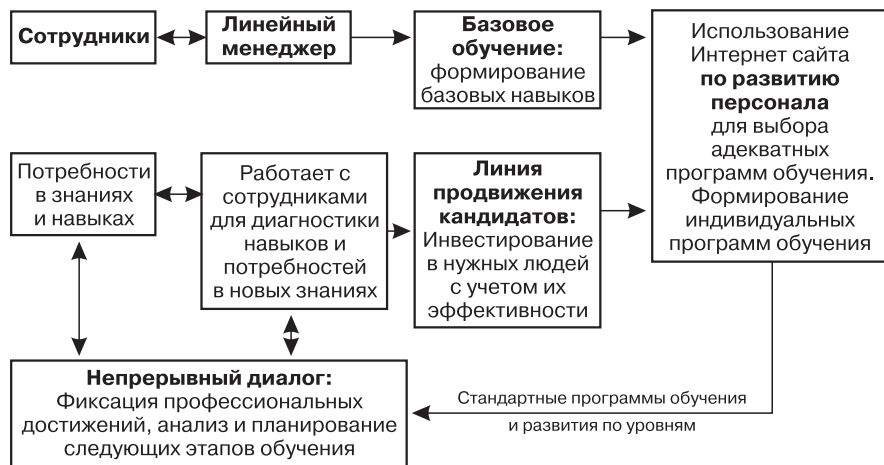 Сотрудники
Линейный
менеджер
Базовое
обучение:
формирование
базовых навыков
Использование
Интернет сайта
по развитию
персонала
для выбора
адекватных
программ обучения.
Формирование
индивидуальных
программ обучения
Потребности
в знаниях
и навыках
Работает с
сотрудниками
для диагностики
навыков и
потребностей
в новых знаниях
Линия
продвижения
кандидатов:
Инвестирование
в нужных людей
с учетом их
эффективности
Непрерывный диалог:
Фиксация профессиональных
достижений, анализ и планирование
следующих этапов обучения
Стандартные программы обучения
и развития по уровням